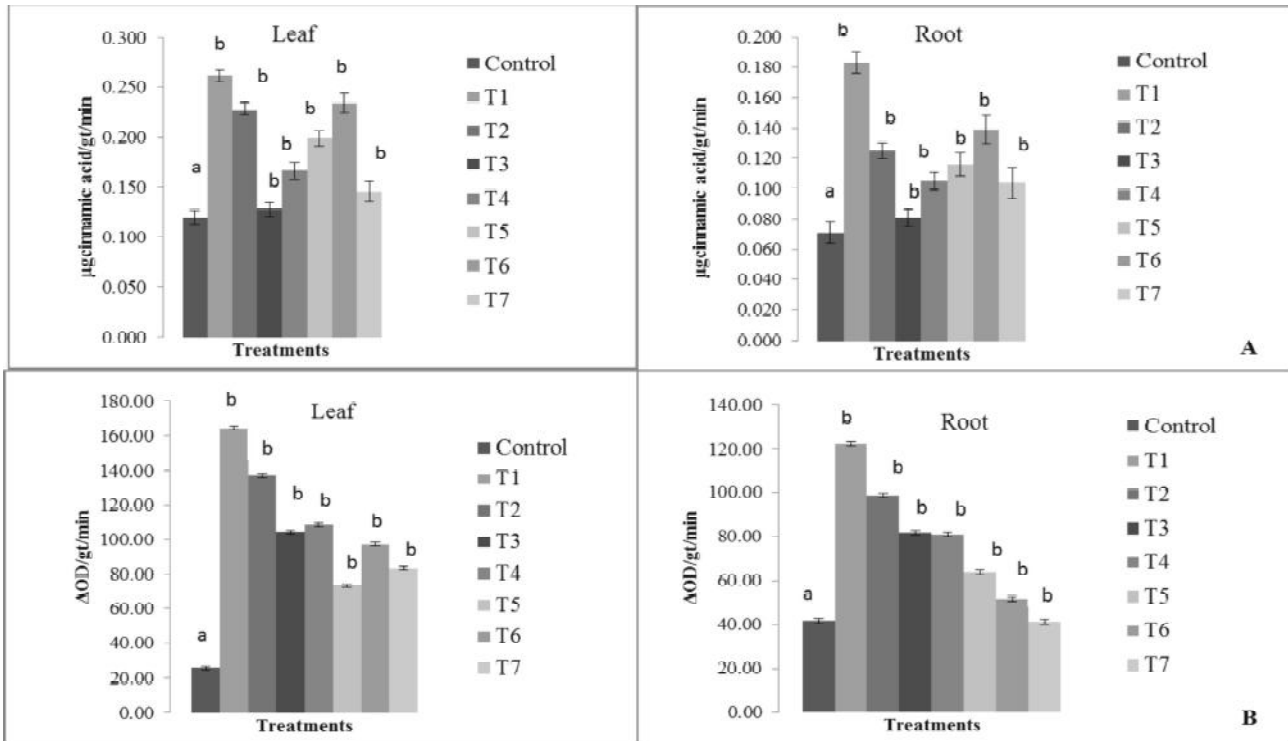 Leaf
0.300
0.250
0.200
0.150
0.100
0.050
0.000
µgcinnamic acid/gt/min
a
b
b
b
b
b
b
b
Treatments
Control
T1
T2
T3
T4
T5
T6
T7
Root
0.200
0.180
0.160
0.140
0.120
0.100
0.080
0.060
0.040
0.020
0.000
µgcinnamic acid/gt/min
a
b
b
b
b
b
b
b
Treatments
Control
T1
T2
T3
T4
T5
T6
T7
A
Leaf
180.00
160.00
140.00
120.00
100.00
80.00
60.00
40.00
20.00
0.00
ΔOD/gt/min
a
b
b
b
b
b
b
b
Treatments
Control
T1
T2
T3
T4
T5
T6
T7
Root
140.00
120.00
100.00
80.00
60.00
40.00
20.00
0.00
ΔOD/gt/min
a
b
b
b
b
b
b
b
Treatments
Control
T1
T2
T3
T4
T5
T6
T7
B